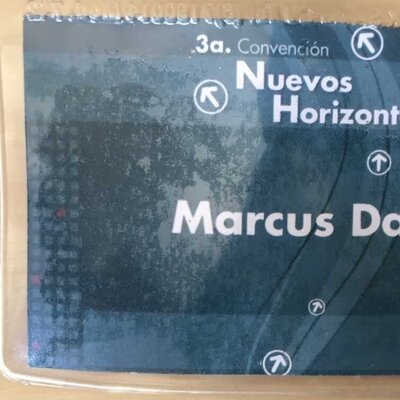 3a. Convención
Nuevos
Horizont
Marcus Da